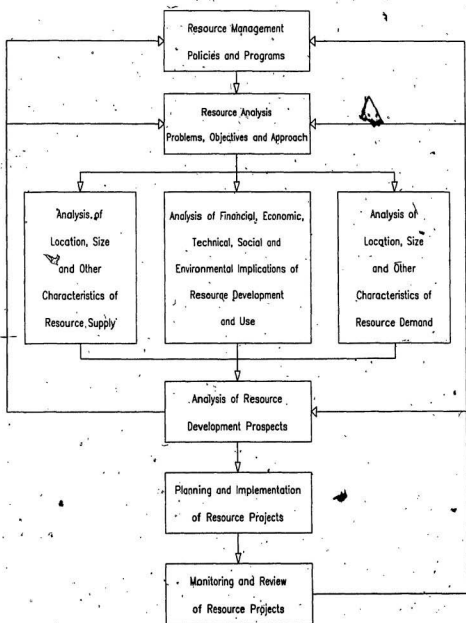 Resource Management
Policies and Programs
Resource Analysis
Problems, Objectives and Approach
Analysis of
Location, Size
and Other
Characteristics of
Resource Supply
Analysis of Financial, Economic,
Technical, Social and
Environmental Implications of
Resource Development
and Use
Analysis of
Location, Size
and Other
Characteristics of
Resource Demand
Analysis of Resource
Development Prospects
Planning and Implementation
of Resource Projects
Monitoring and Review
of Resource Projects